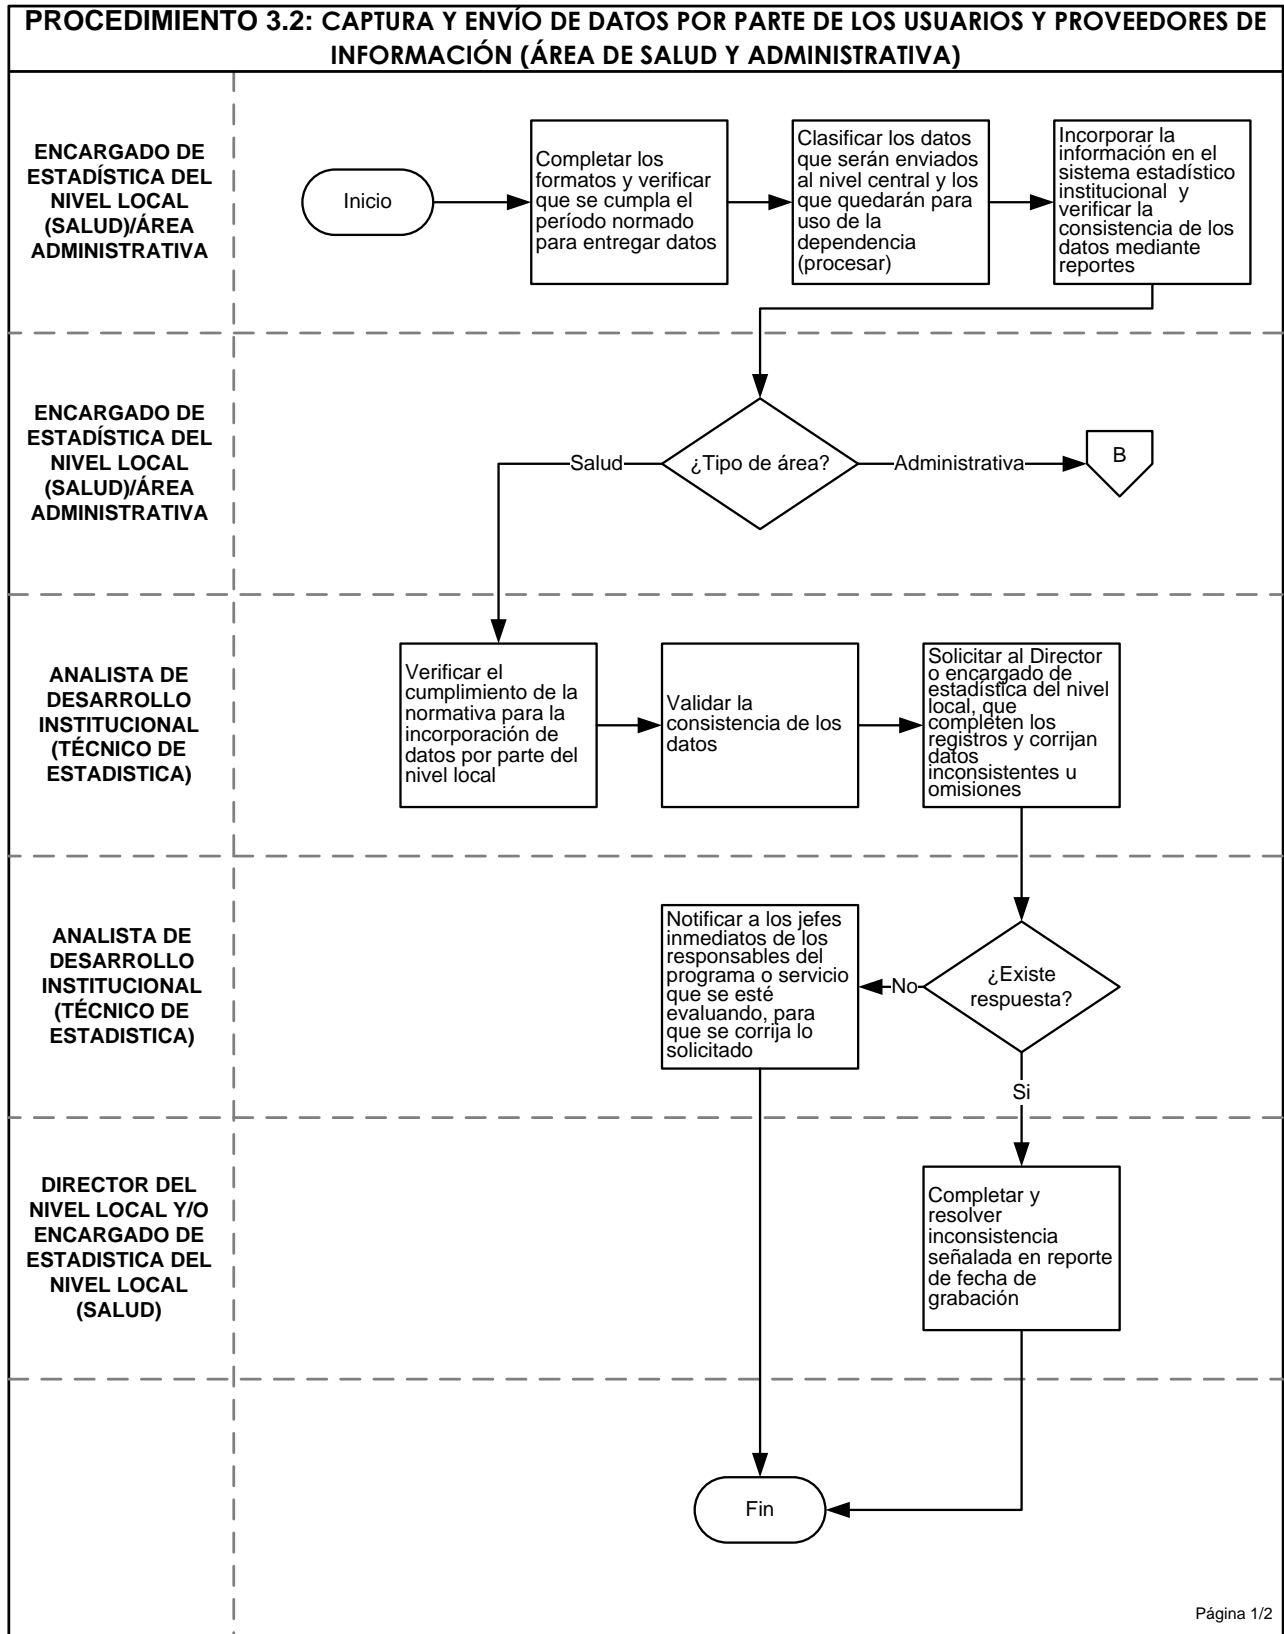 PROCEDIMIENTO 3.2: CAPTURA Y ENVÍO DE DATOS POR PARTE DE LOS USUARIOS Y PROVEEDORES DE
INFORMACIÓN (ÁREA DE SALUD Y ADMINISTRATIVA)
ENCARGADO DE
ESTADÍSTICA DEL
NIVEL LOCAL
(SALUD)/ÁREA
ADMINISTRATIVA
Inicio
Completar los
formatos y verificar
que se cumpla el
período normado
para entregar datos
Clasificar los datos
que serán enviados
al nivel central y los
que quedarán para
uso de la
dependencia
(procesar)
Incorporar la
información en el
sistema estadístico
institucional y
verificar la
consistencia de los
datos mediante
reportes
ENCARGADO DE
ESTADÍSTICA DEL
NIVEL LOCAL
(SALUD)/ÁREA
ADMINISTRATIVA
Salud
¿Tipo de área?
Administrativa
B
ANALISTA DE
DESARROLLO
INSTITUCIONAL
(TÉCNICO DE
ESTADISTICA)
Verificar el
cumplimiento de la
normativa para la
incorporación de
datos por parte del
nivel local
Validar la
consistencia de los
datos
Solicitar al Director
o encargado de
estadística del nivel
local, que
completen los
registros y corrijan
datos
inconsistentes u
omisiones
ANALISTA DE
DESARROLLO
INSTITUCIONAL
(TÉCNICO DE
ESTADISTICA)
Notificar a los jefes
inmediatos de los
responsables del
programa o servicio
que se esté
evaluando, para
que se corrija lo
solicitado
No
¿Existe
respuesta?
Si
DIRECTOR DEL
NIVEL LOCAL Y/O
ENCARGADO DE
ESTADISTICA DEL
NIVEL LOCAL
(SALUD)
Completar y
resolver
inconsistencia
señalada en reporte
de fecha de
grabación
Fin
Página 1/2